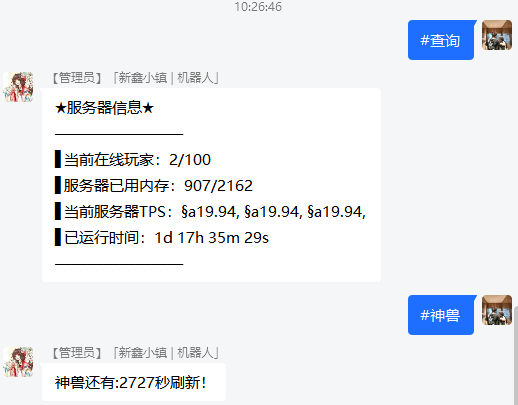 10:26:46
#查询
【管理员】「新鑫小镇 | 机器人」
★服务器信息★
————————
▌当前在线玩家：2/100
▌服务器已用内存：907/2162
▌当前服务器TPS：§a19.94, §a19.94, §a19.94,
▌已运行时间：1d 17h 35m 29s
————————
#神兽
【管理员】「新鑫小镇 | 机器人」
神兽还有:2727秒刷新！